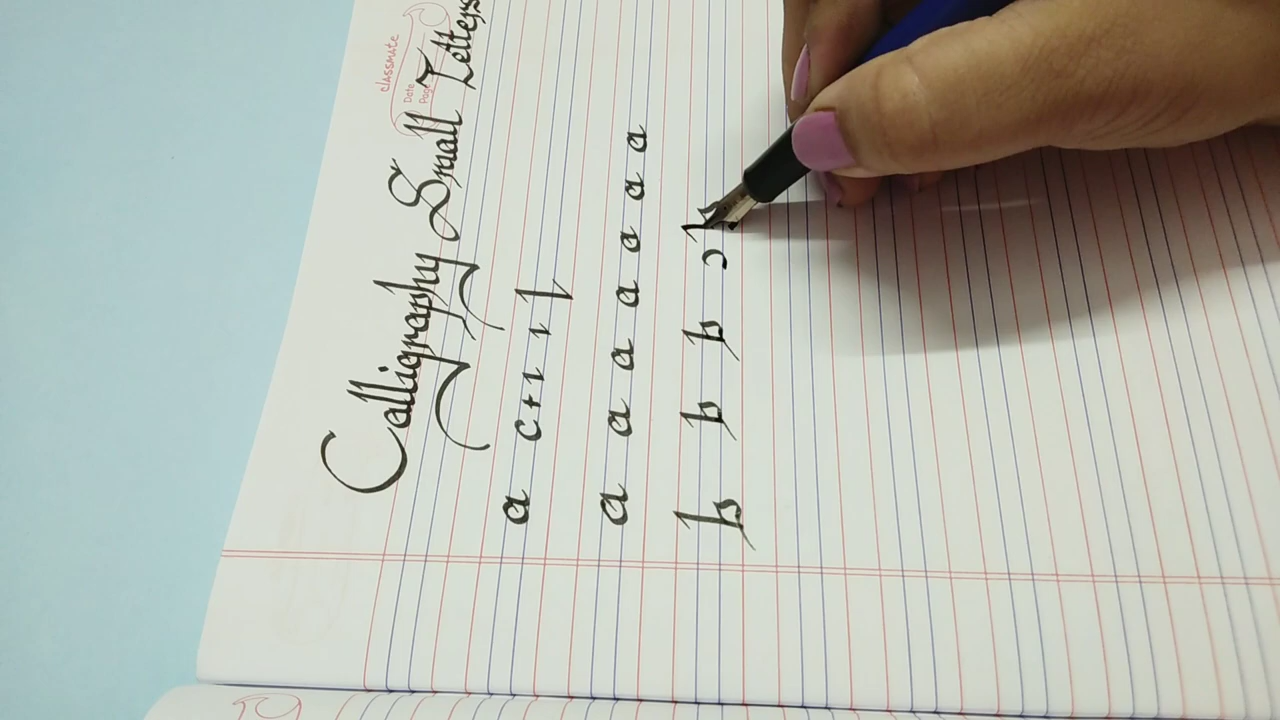 classmate
Date
Page
Calligraphy Small Letters
a c + ı ı l
a a a a a a a a
b b b b